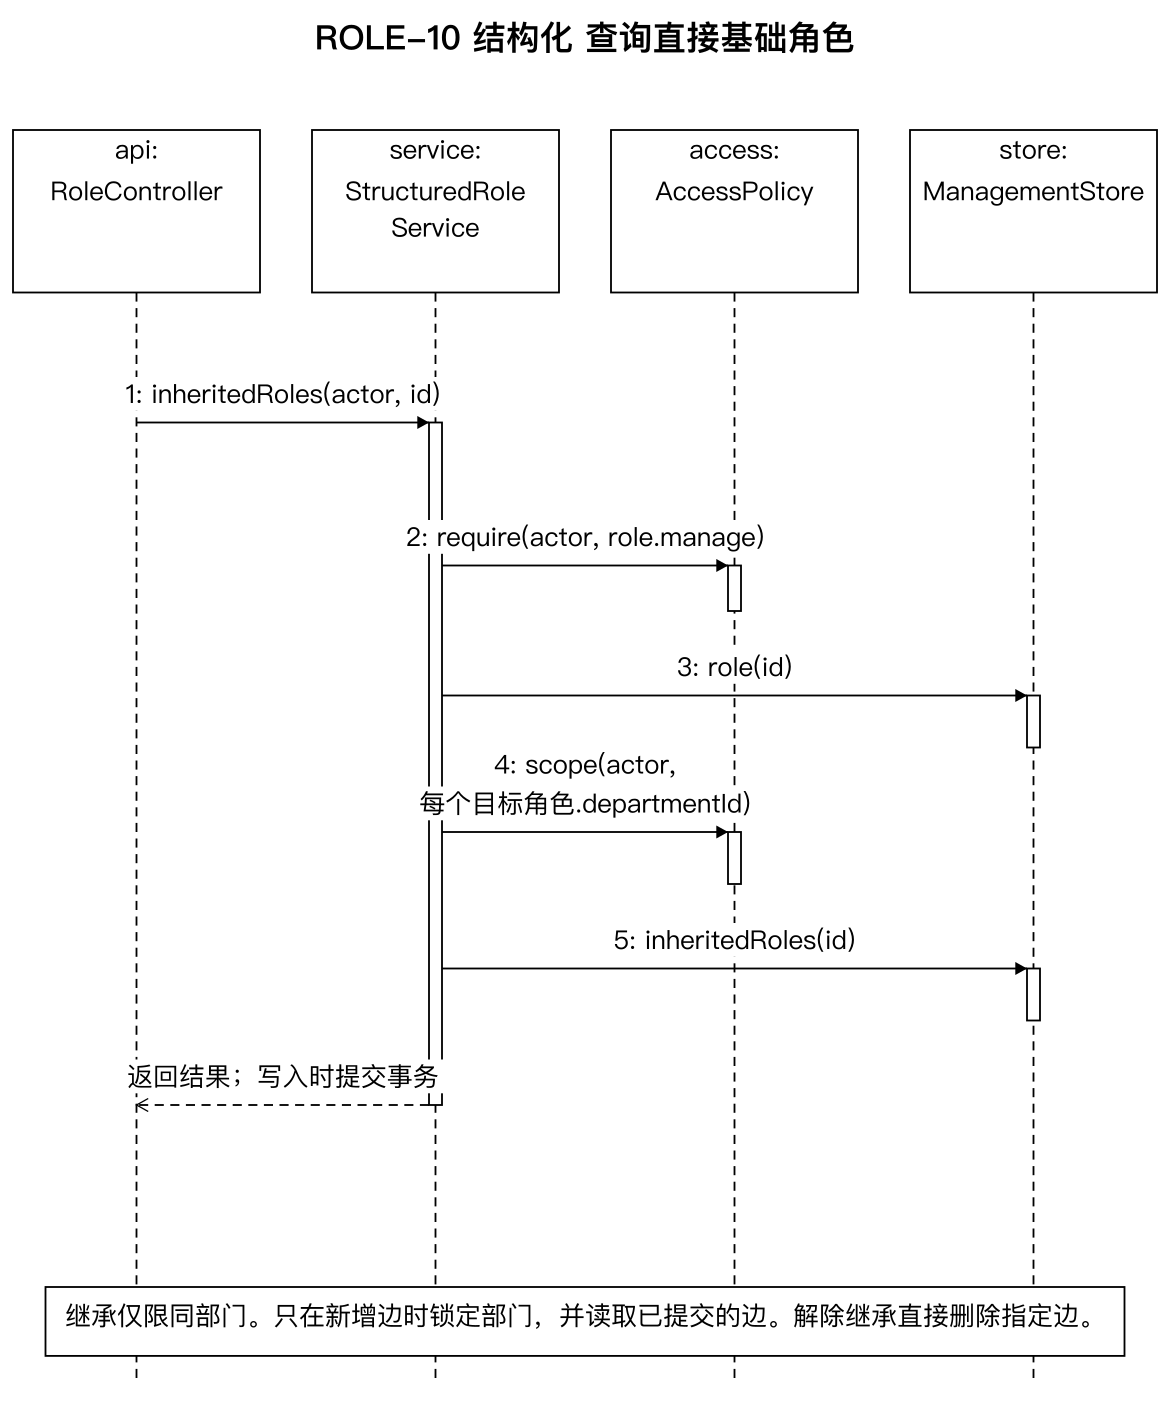 ROLE-10 结构化 查询直接基础角色
api:
RoleController
service:
StructuredRole
Service
access:
AccessPolicy
store:
ManagementStore
1: inheritedRoles(actor, id)
2: require(actor, role.manage)
3: role(id)
4: scope(actor,
每个目标角色.departmentId)
5: inheritedRoles(id)
返回结果；写入时提交事务
继承仅限同部门。只在新增边时锁定部门，并读取已提交的边。解除继承直接删除指定边。